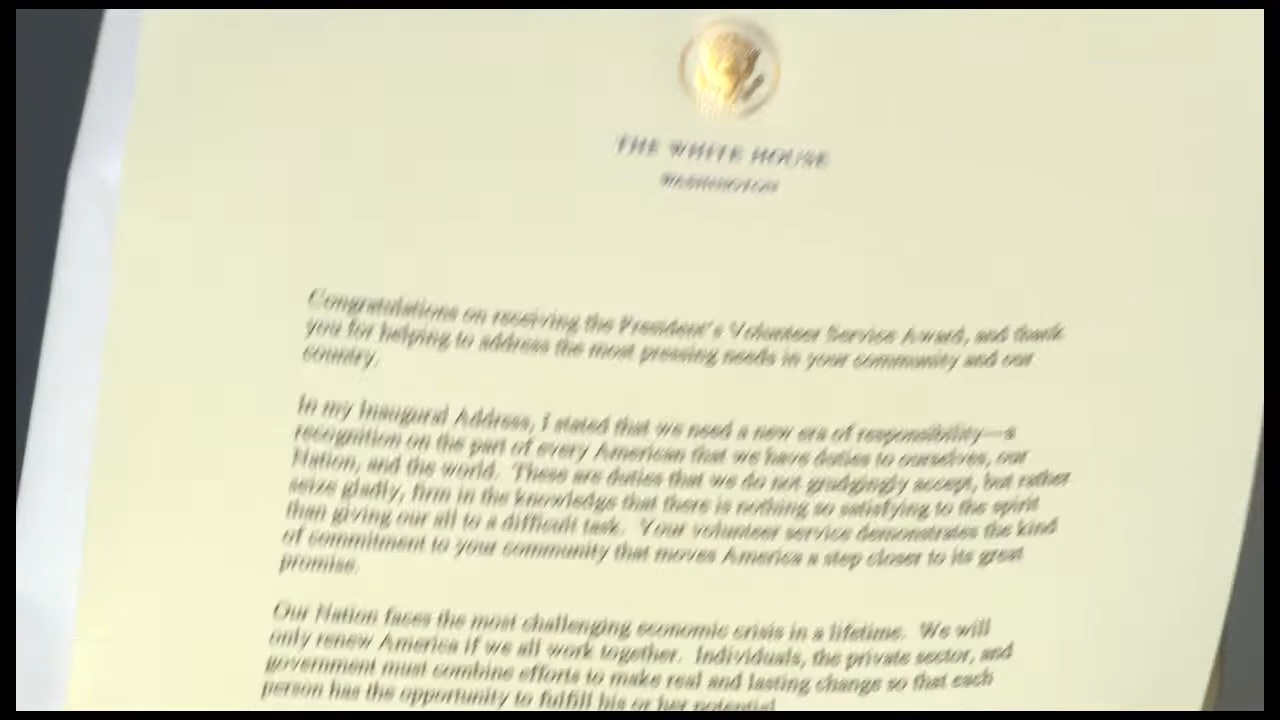 THE WHITE HOUSE
WASHINGTON
Congratulations on receiving the President's Volunteer Service Award, and thank
you for helping to address the most pressing needs in your community and our
country.
In my Inaugural Address, I stated that we need a new era of responsibility—a
recognition on the part of every American that we have duties to ourselves, our
Nation, and the world. These are duties that we do not grudgingly accept, but rather
seize gladly, firm in the knowledge that there is nothing so satisfying to the spirit
than giving our all to a difficult task. Your volunteer service demonstrates the kind
of commitment to your community that moves America a step closer to its great
promise.
Our Nation faces the most challenging economic crisis in a lifetime. We will
only renew America if we all work together. Individuals, the private sector, and
government must combine efforts to make real and lasting change so that each
person has the opportunity to fulfill his or her potential